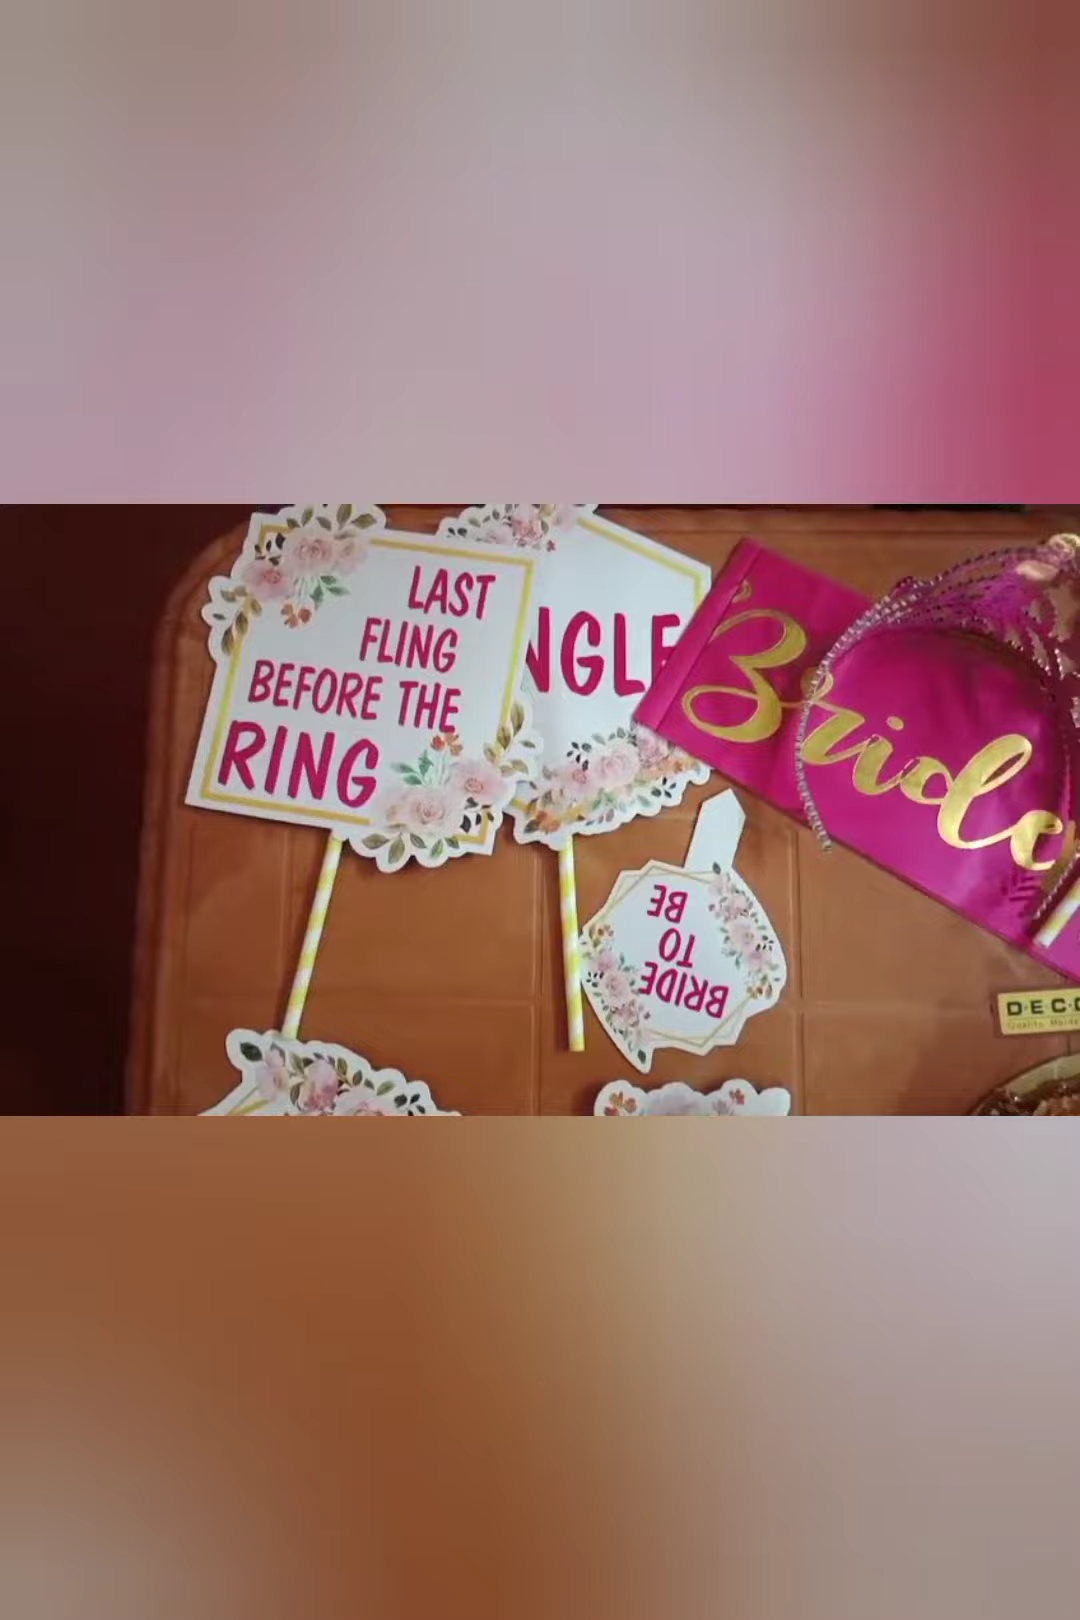 LAST
FLING
BEFORE THE
RING
NGLE
Bride
BRIDE
TO
BE
DECO